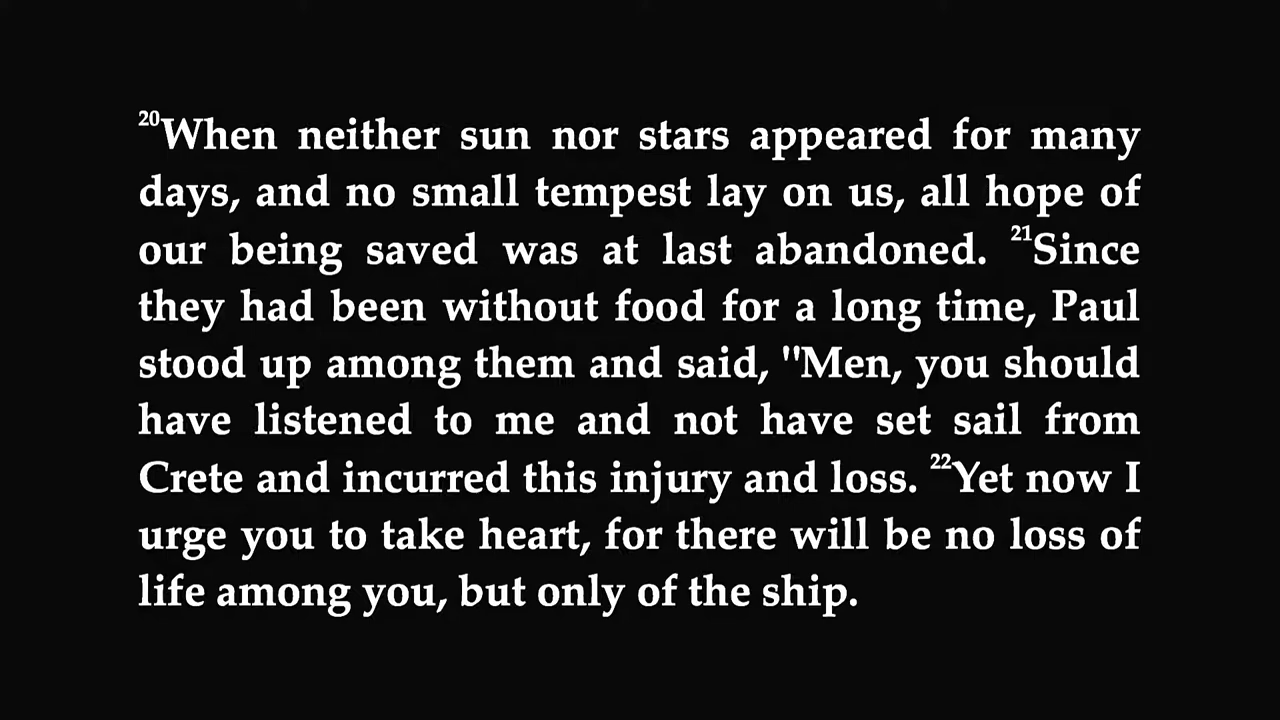 20When neither sun nor stars appeared for many
days, and no small tempest lay on us, all hope of
our being saved was at last abandoned. 21Since
they had been without food for a long time, Paul
stood up among them and said, "Men, you should
have listened to me and not have set sail from
Crete and incurred this injury and loss. 22Yet now I
urge you to take heart, for there will be no loss of
life among you, but only of the ship.